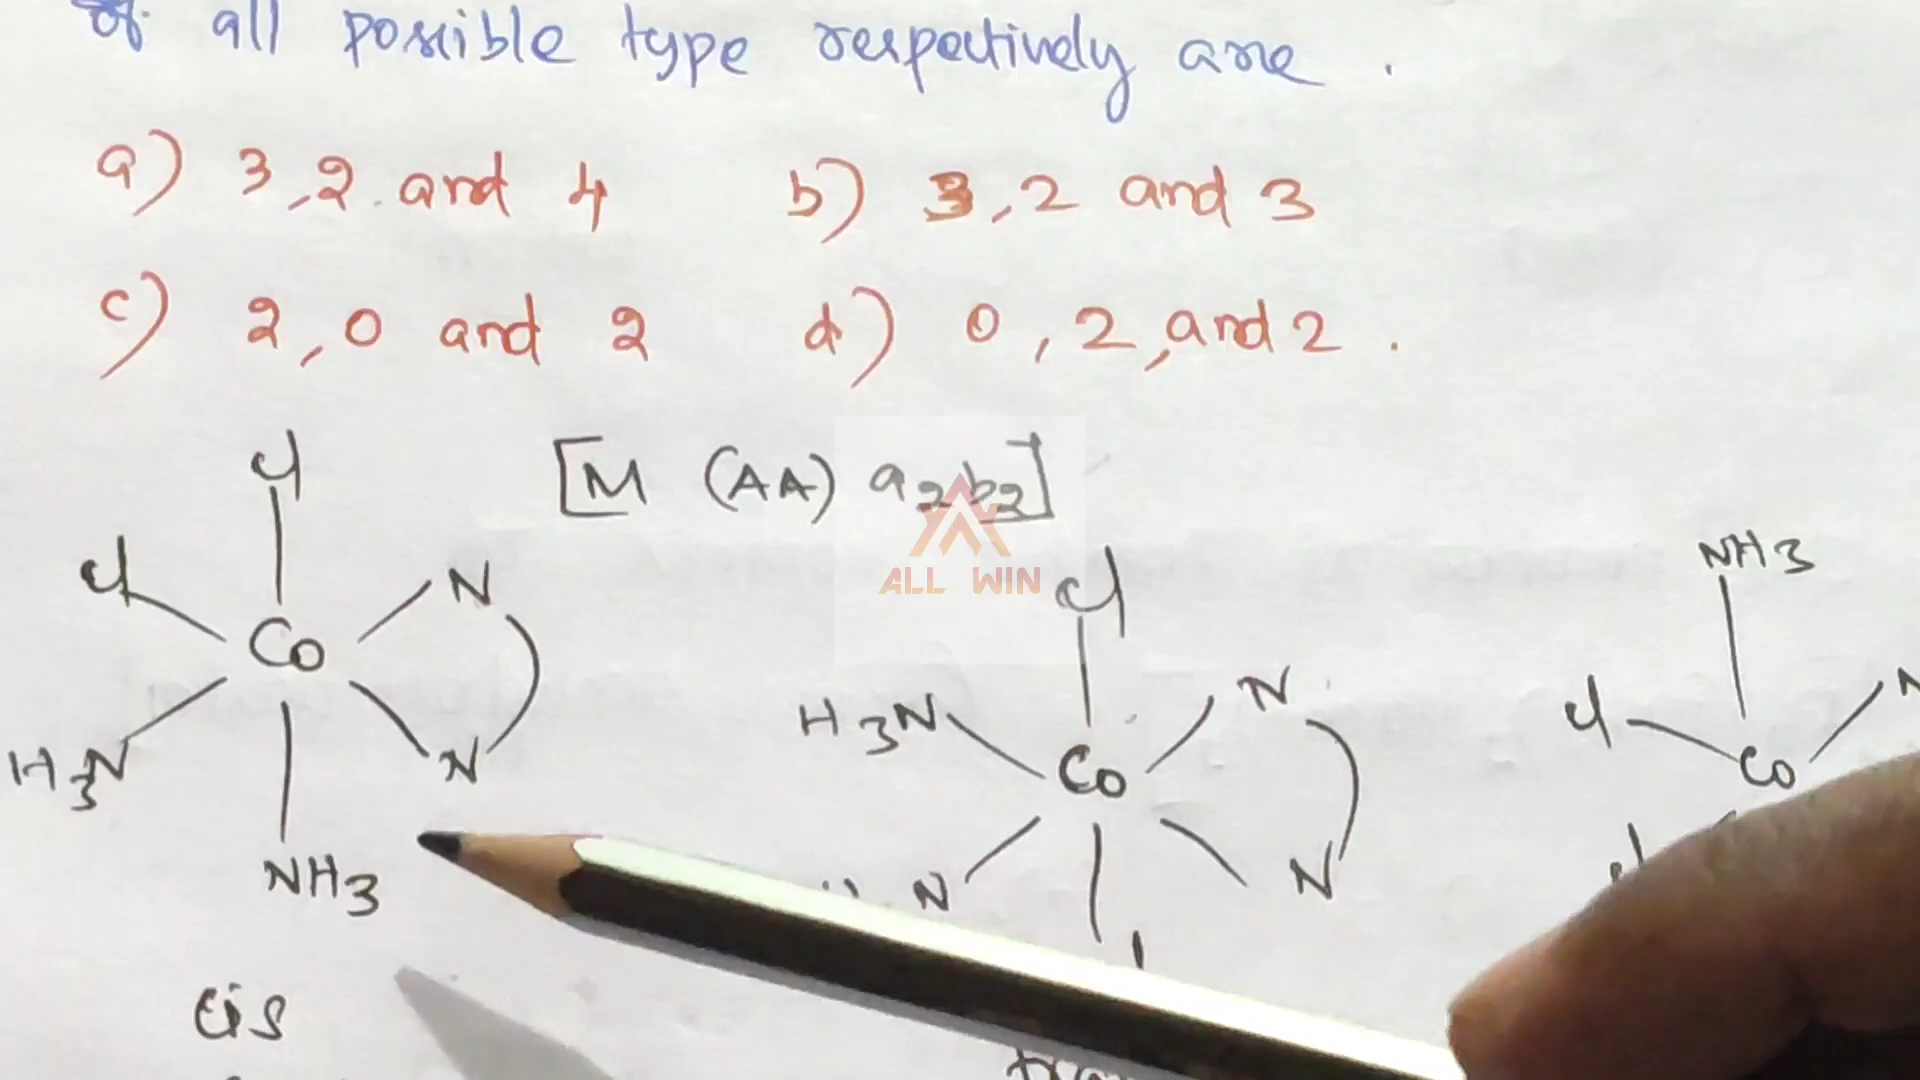 of all possible type respectively are .
a) 3,2 and 4 b) 3,2 and 3
c) 2,0 and 2 d) 0,2,and 2 .
[M (AA) a2b2]
ALL WIN
Cl
Cl
Co
N
N
H3N
NH3
cis
Cl
H3N
Co
N
N
N
NH3
Cl
Co